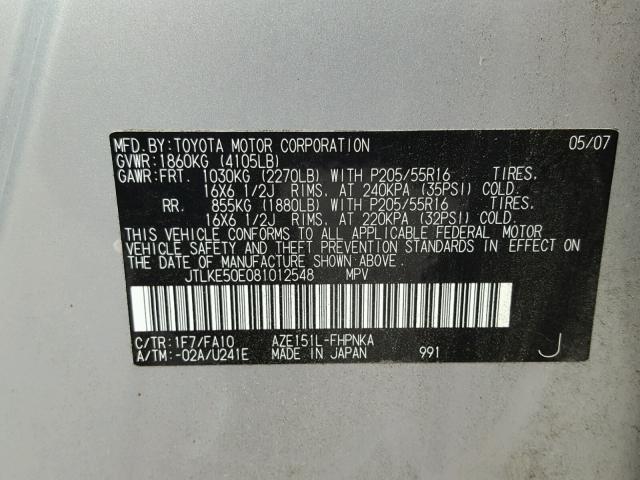 MFD.BY:TOYOTA MOTOR CORPORATION 05/07
GVWR:1860KG (4105LB)
GAWR:FRT. 1030KG (2270LB) WITH P205/55R16 TIRES.
16X6 1/2J RIMS, AT 240KPA (35PSI) COLD.
RR. 855KG (1880LB) WITH P205/55R16 TIRES.
16X6 1/2J RIMS, AT 220KPA (32PSI) COLD.
THIS VEHICLE CONFORMS TO ALL APPLICABLE FEDERAL MOTOR
VEHICLE SAFETY AND THEFT PREVENTION STANDARDS IN EFFECT ON
THE DATE OF MANUFACTURE SHOWN ABOVE.
JTLKE50E081012548 MPV
C/TR:1F7/FA10 AZE151L-FHPNKA
A/TM:-02A/U241E MADE IN JAPAN 991 J